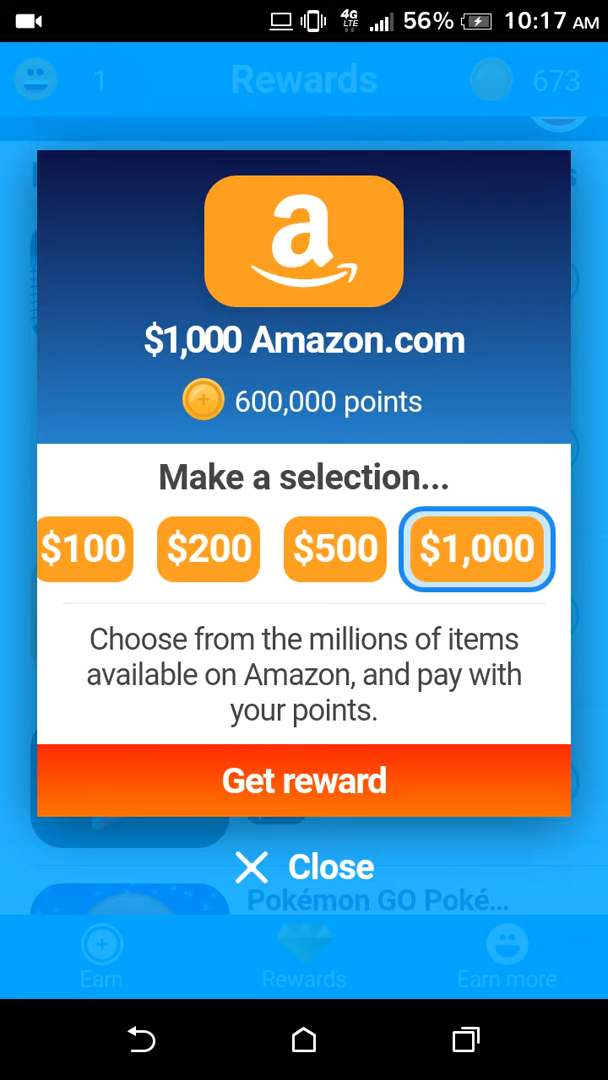 4G
LTE
56%
10:17 AM
1
Rewards
673
a
$1,000 Amazon.com
600,000 points
Make a selection...
$100 $200 $500 $1,000
Choose from the millions of items
available on Amazon, and pay with
your points.
Get reward
Close
Pokémon GO Poké...
Earn
Rewards
Earn more